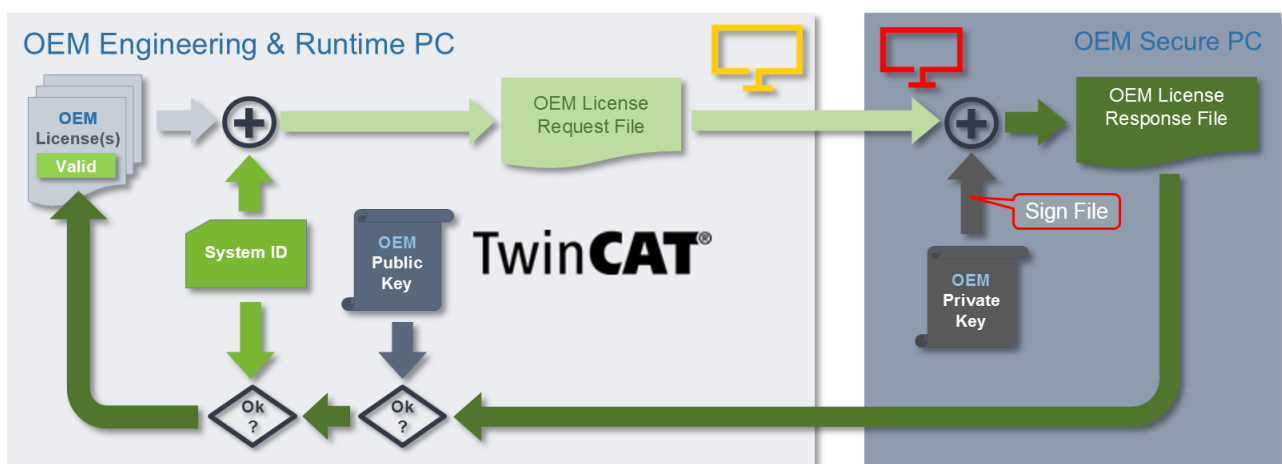 OEM Engineering & Runtime PC
OEM Secure PC
OEM
License(s)
Valid
OEM License
Request File
OEM License
Response File
System ID
OEM
Public
Key
TwinCAT®
Sign File
OEM
Private
Key
Ok
?
Ok
?